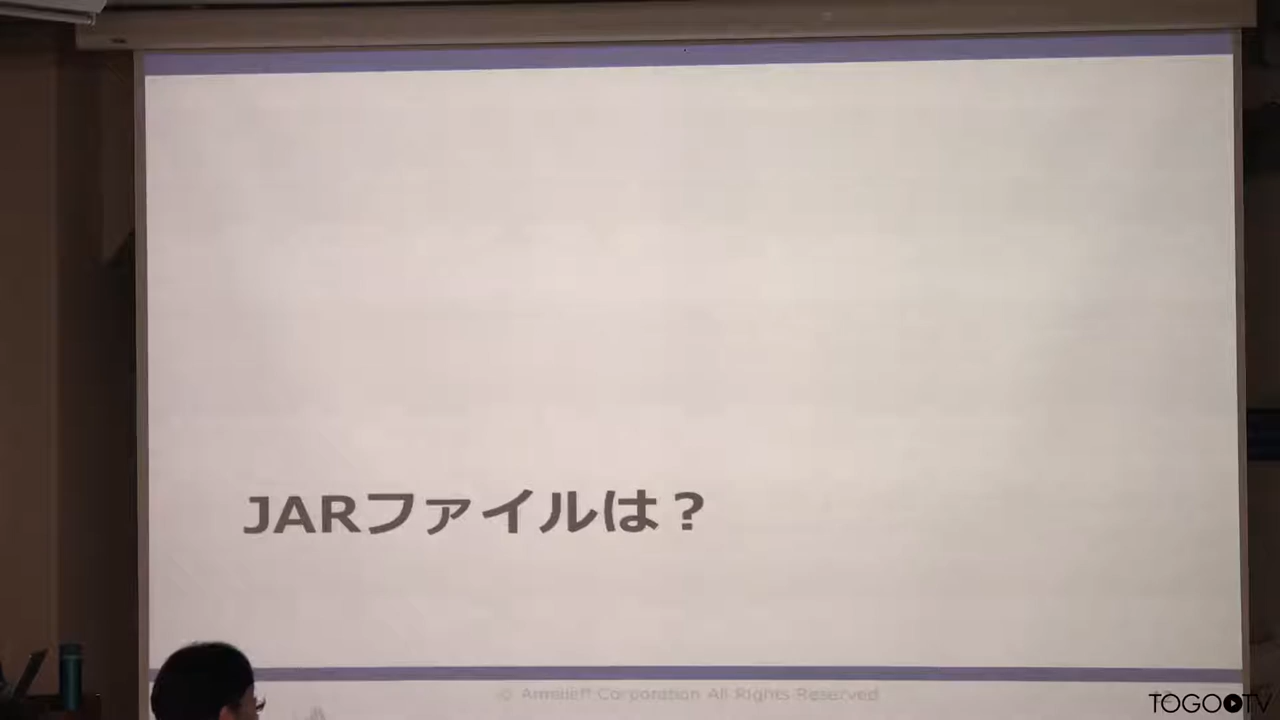 JARファイルは？
© Amelieff Corporation All Rights Reserved
TOGOTV